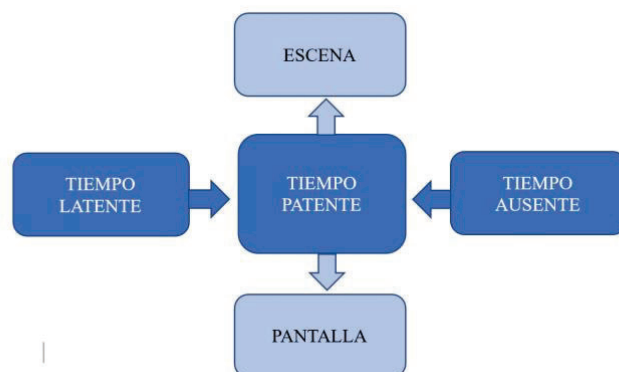 ESCENA
TIEMPO
LATENTE
TIEMPO
PATENTE
TIEMPO
AUSENTE
PANTALLA